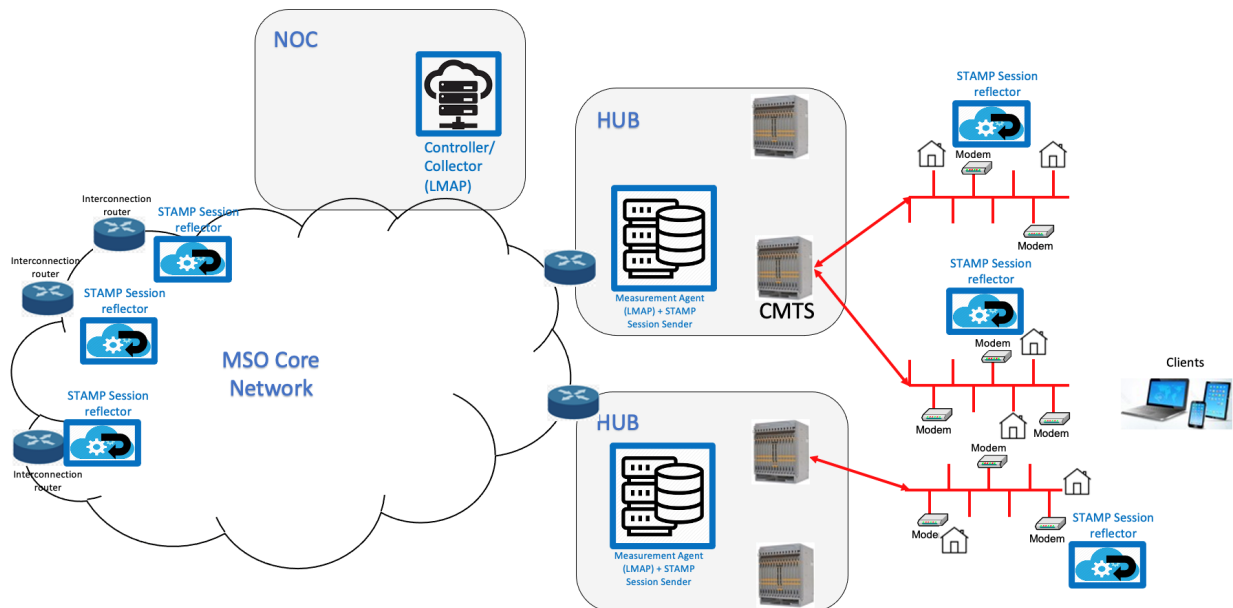 NOC
Controller/
Collector
(LMAP)
HUB
Measurement Agent
(LMAP) + STAMP
Session Sender
CMTS
STAMP Session
reflector
Modem
Modem
Interconnection
router
STAMP Session
reflector
Interconnection
router
STAMP Session
reflector
MSO Core
Network
STAMP Session
reflector
Interconnection
router
STAMP Session
reflector
Modem
Modem
Modem
Clients
HUB
Measurement Agent
(LMAP) + STAMP
Session Sender
Modem
Mode
Modem
STAMP Session
reflector